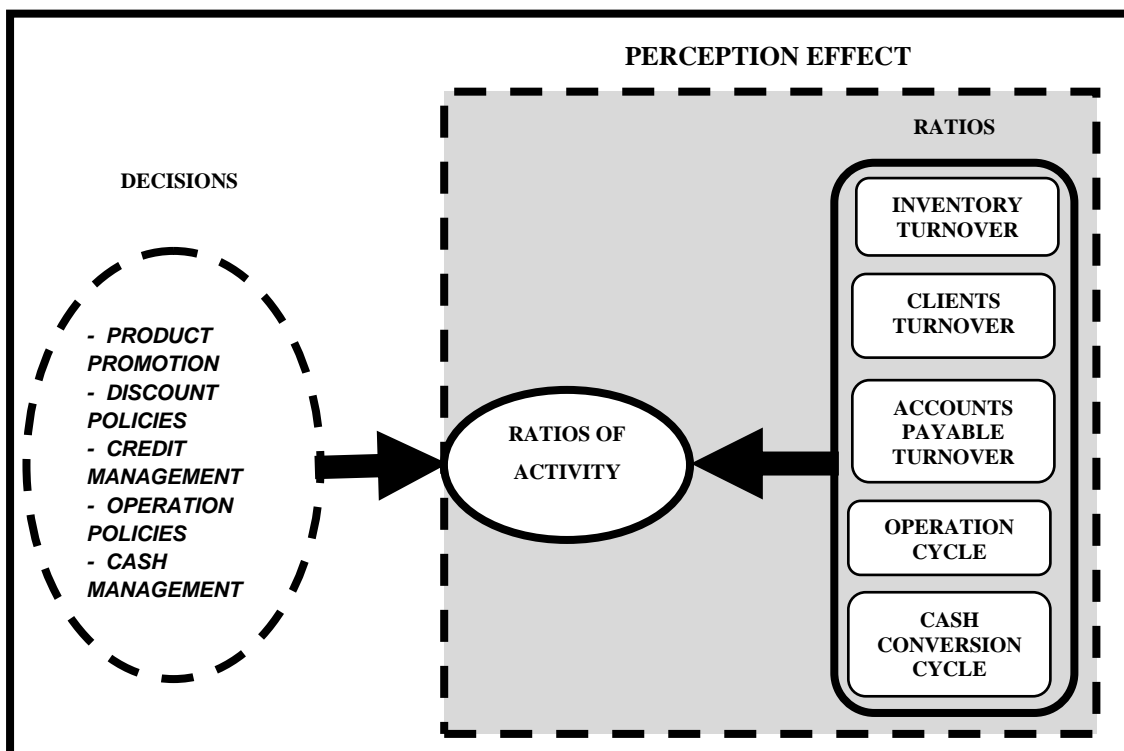 PERCEPTION EFFECT
DECISIONS
- PRODUCT
PROMOTION
- DISCOUNT
POLICIES
- CREDIT
MANAGEMENT
- OPERATION
POLICIES
- CASH
MANAGEMENT
RATIOS OF
ACTIVITY
RATIOS
INVENTORY
TURNOVER
CLIENTS
TURNOVER
ACCOUNTS
PAYABLE
TURNOVER
OPERATION
CYCLE
CASH
CONVERSION
CYCLE